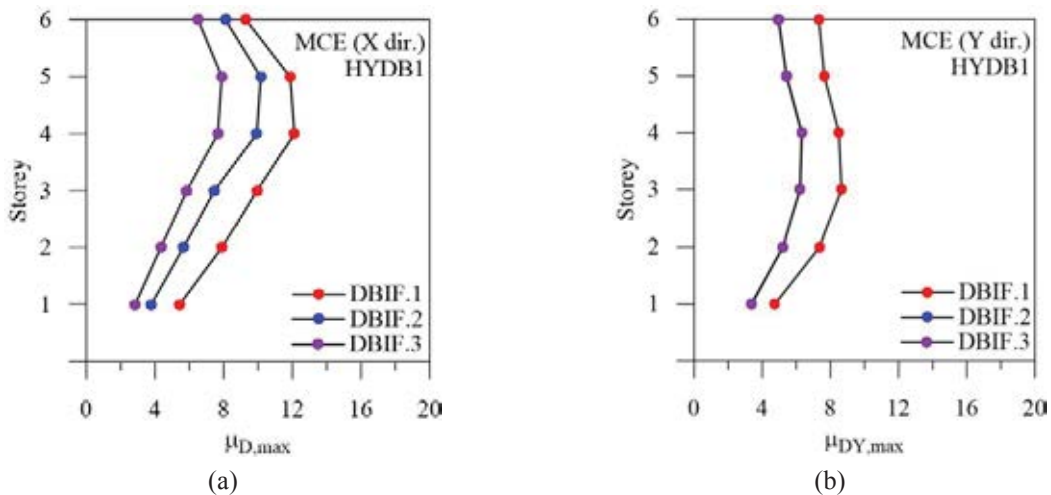 6
5
4
3
2
1
Storey
MCE (X dir.)
HYDB1
DBIF.1
DBIF.2
DBIF.3
0 4 8 12 16 20
μD,max
(a)
6
5
4
3
2
1
Storey
MCE (Y dir.)
HYDB1
DBIF.1
DBIF.2
DBIF.3
0 4 8 12 16 20
μDY,max
(b)